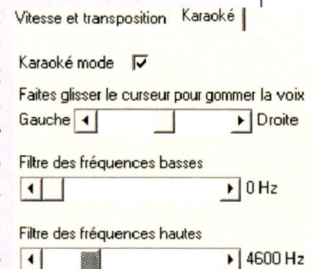 Vitesse et transposition Karaoké
Karaoké mode
Faites glisser le curseur pour gommer la voix
Gauche Droite
Filtre des fréquences basses
0 Hz
Filtre des fréquences hautes
4600 Hz